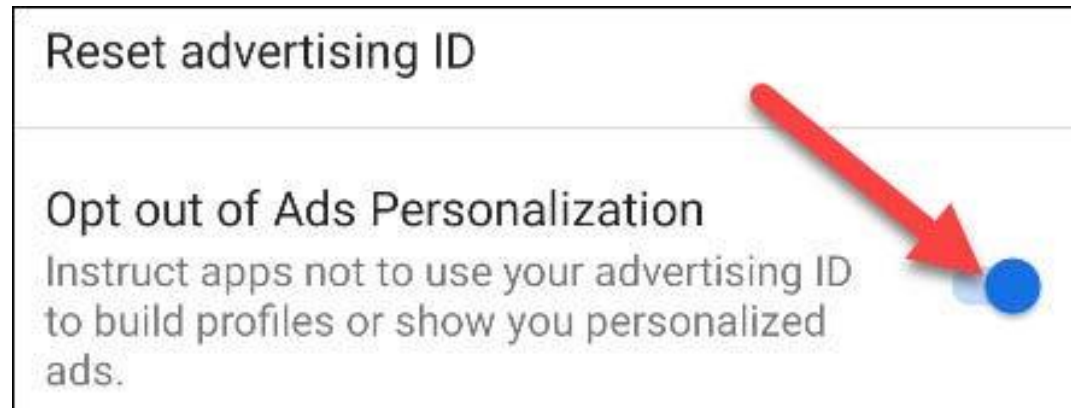 Reset advertising ID
Opt out of Ads Personalization
Instruct apps not to use your advertising ID
to build profiles or show you personalized
ads.